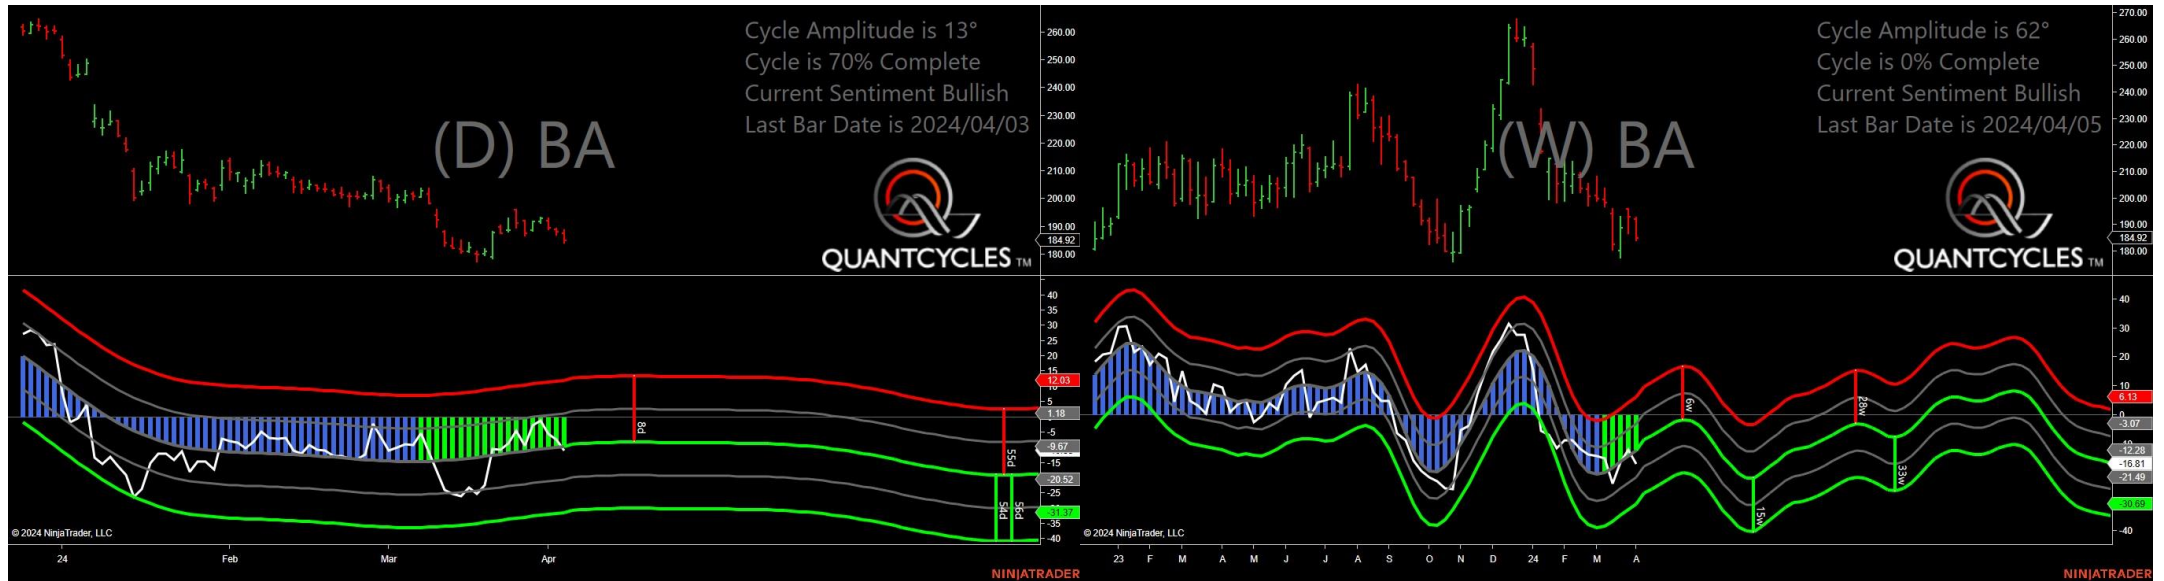 Cycle Amplitude is 13°
Cycle is 70% Complete
Current Sentiment Bullish
Last Bar Date is 2024/04/03
(D) BA
QUANTCYCLES TM
260.00
250.00
240.00
230.00
220.00
210.00
200.00
190.00
184.92
180.00
40
35
30
25
20
15
12.03
5
1.18
-5
-9.67
-15
-20.52
-25
-31.37
-35
-40
8d
55d
54d
56d
© 2024 NinjaTrader, LLC
24
Feb
Mar
Apr
NINJATRADER
Cycle Amplitude is 62°
Cycle is 0% Complete
Current Sentiment Bullish
Last Bar Date is 2024/04/05
(W) BA
QUANTCYCLES TM
270.00
260.00
250.00
240.00
230.00
220.00
210.00
200.00
190.00
184.92
180.00
40
30
20
10
6.13
0
-3.07
-12.28
-16.81
-21.49
-30.69
-40
6w
15w
28w
33w
© 2024 NinjaTrader, LLC
23 F M A M J J A S O N D 24 F M A
NINJATRADER